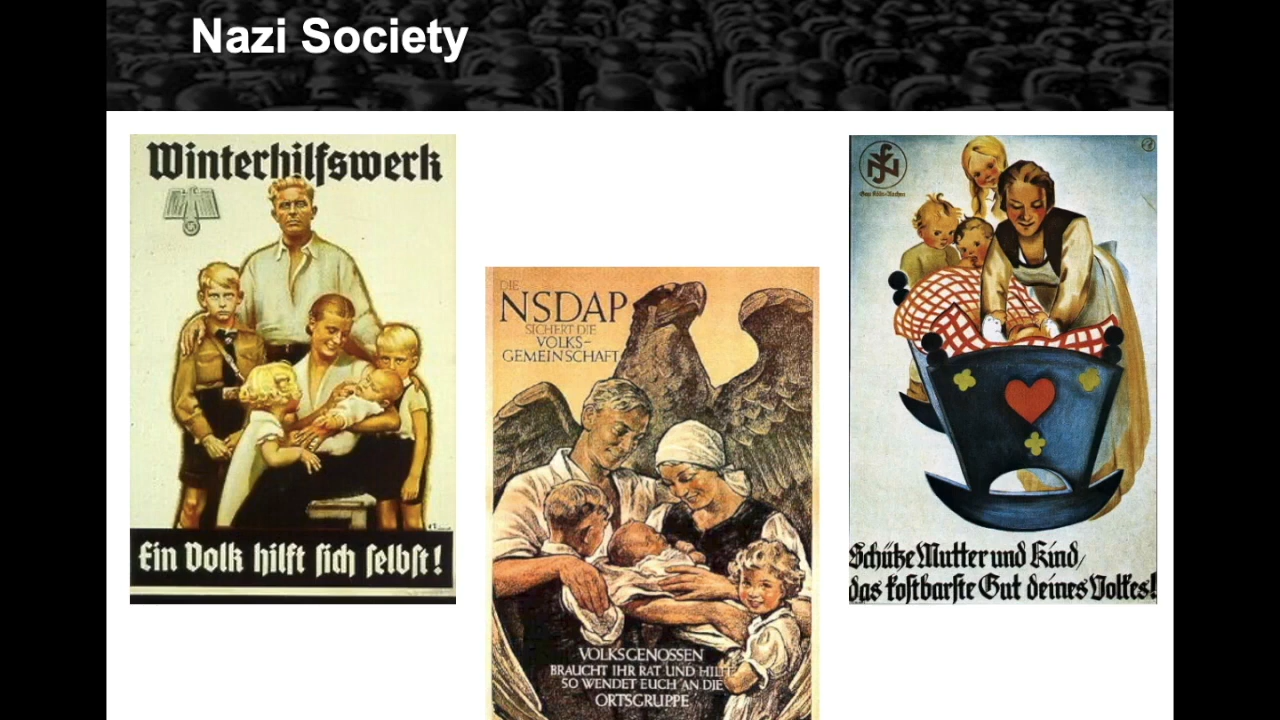 Nazi Society
Winterhilfswerk
Ein Volk hilft sich selbst!
DIE
NSDAP
SICHERT DIE
VOLKS-
GEMEINSCHAFT
VOLKSGENOSSEN
BRAUCHT IHR RAT UND HILFE
SO WENDET EUCH AN DIE
ORTSGRUPPE
Schütze Mutter und Kind,
das kostbarste Gut deines Volkes!